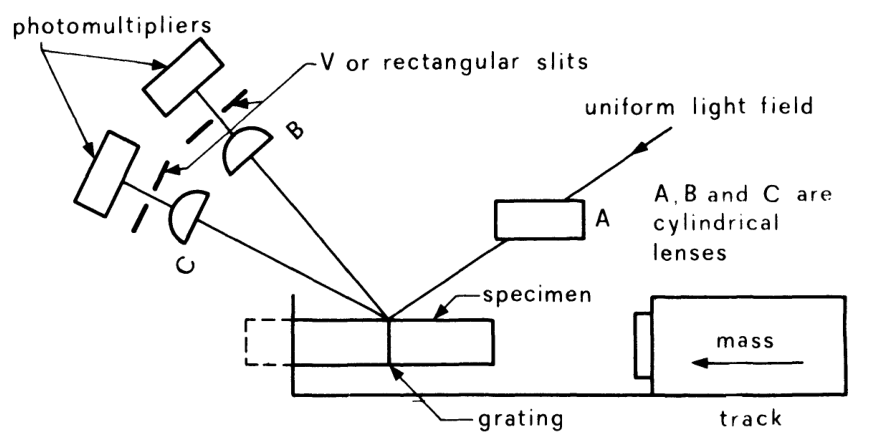 photomultipliers
V or rectangular slits
B
uniform light field
A
A, B and C are
cylindrical
lenses
C
specimen
mass
grating
track